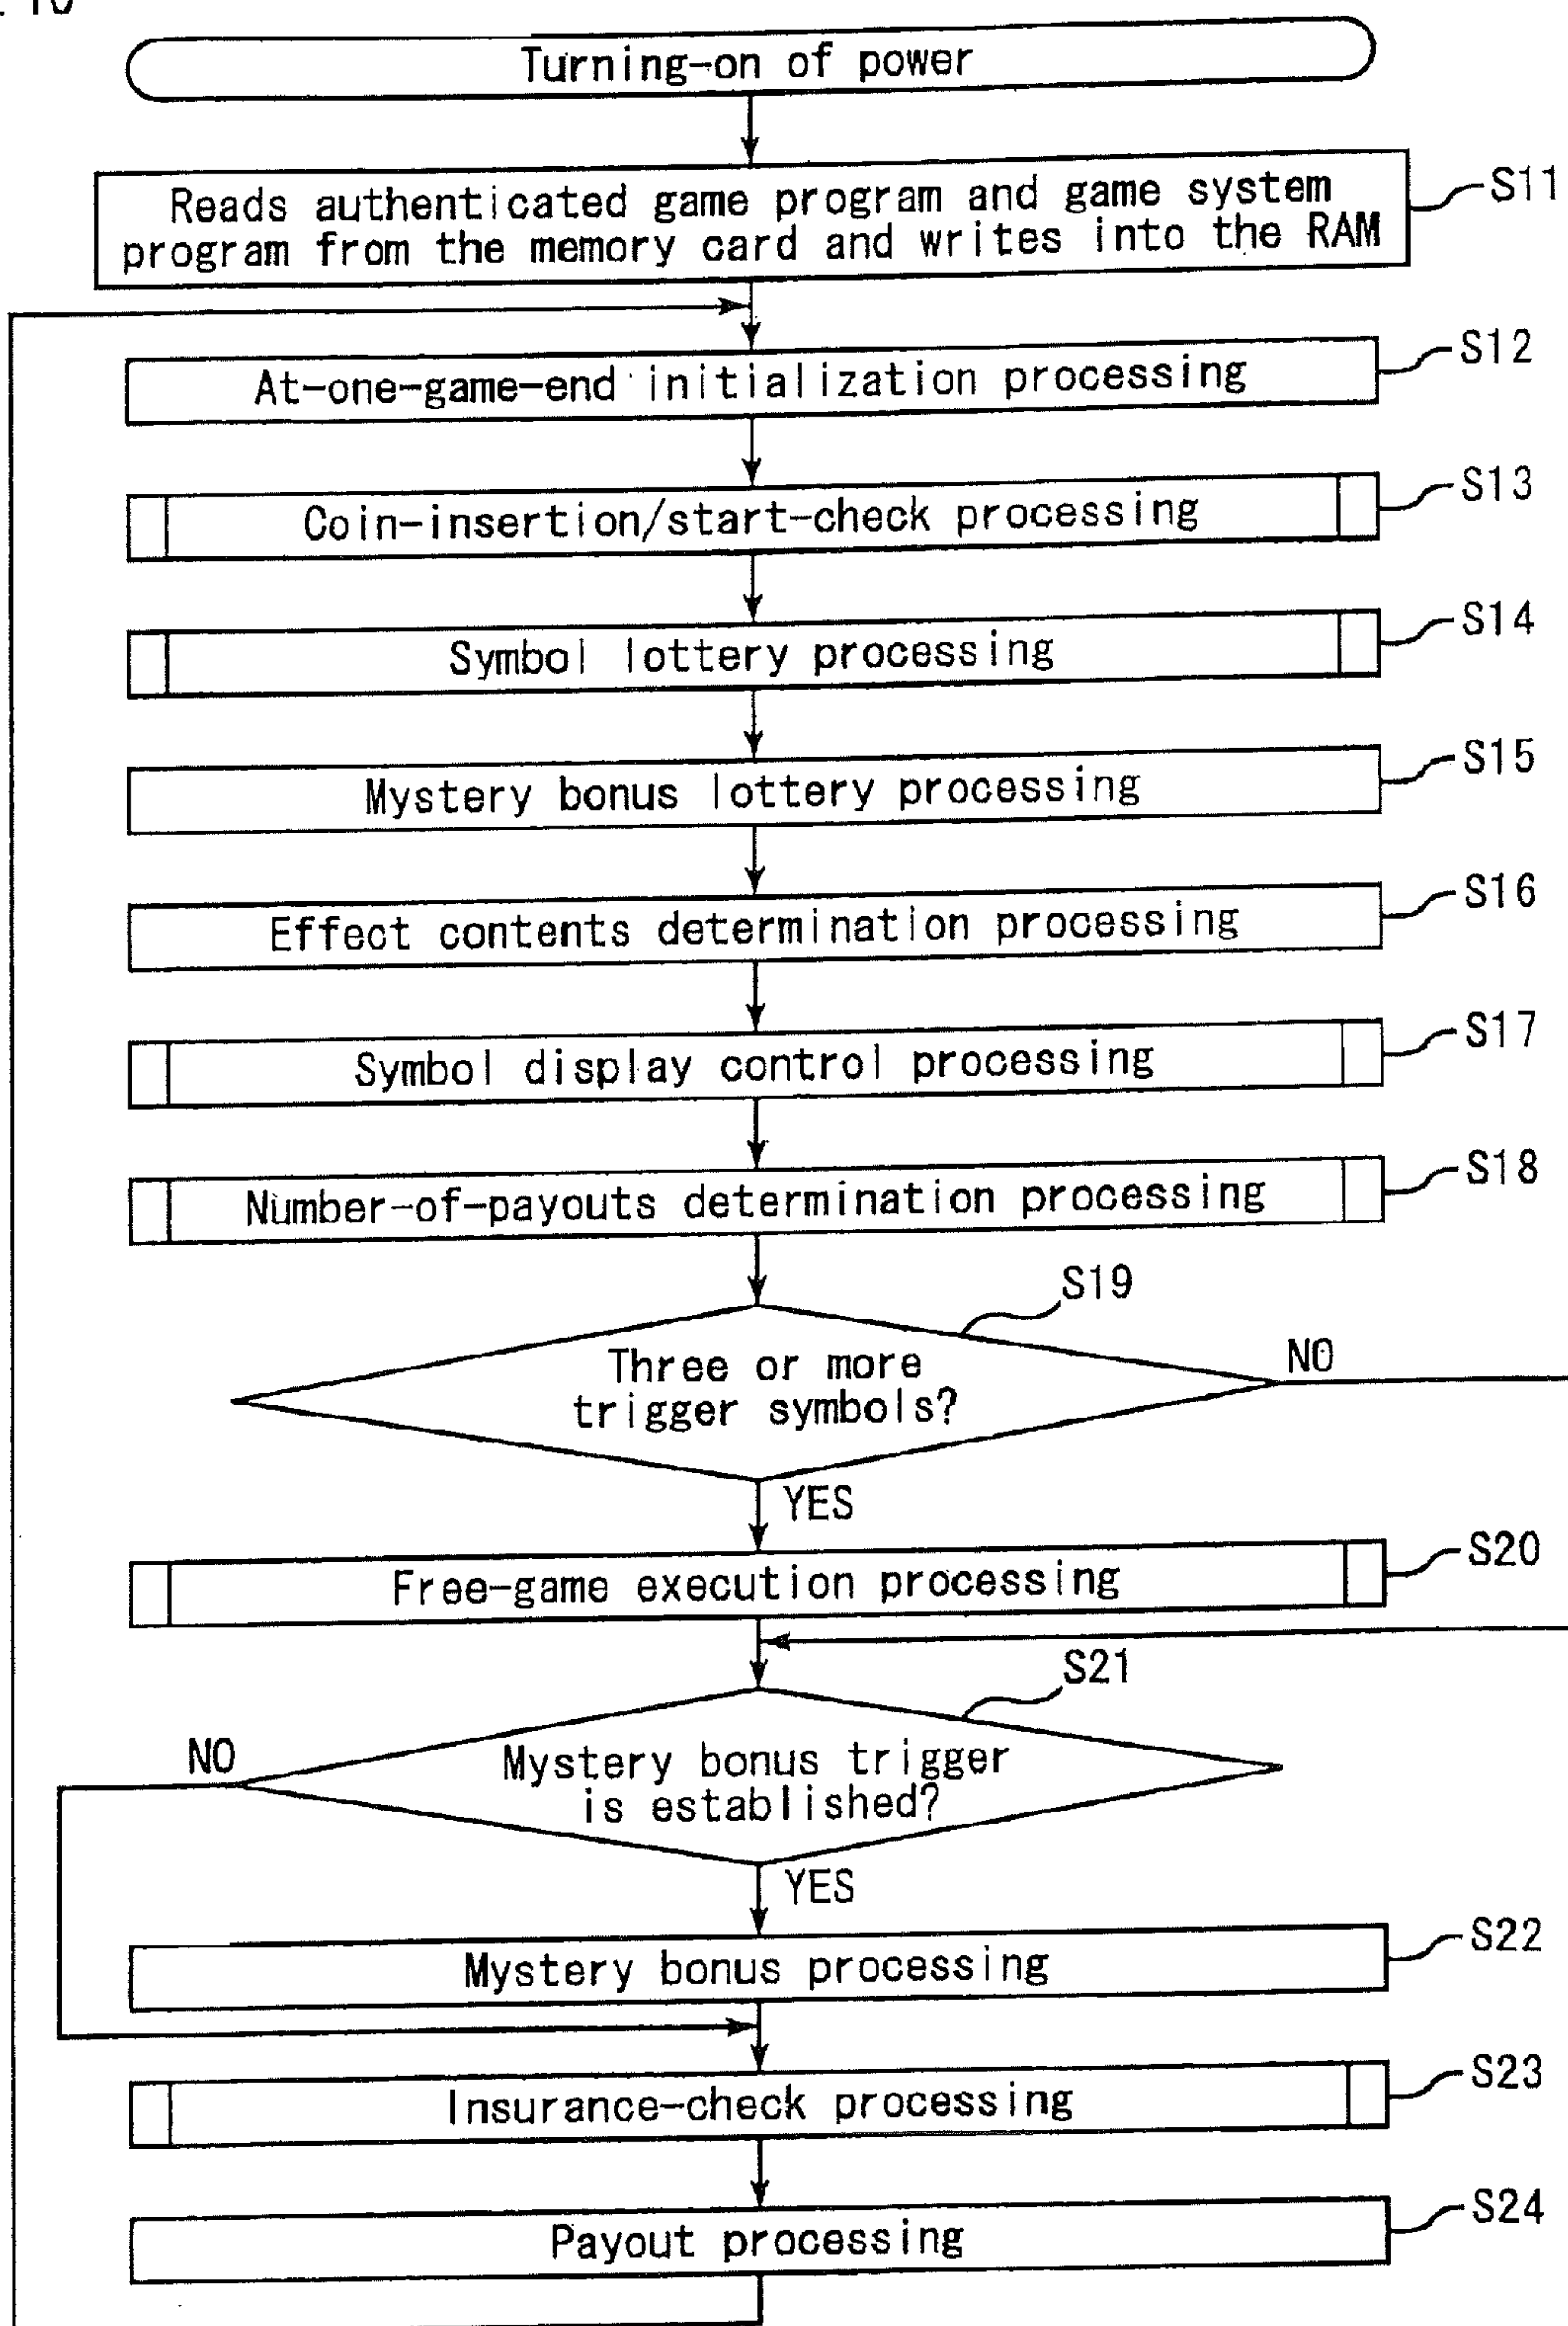 Turning-on of power
Reads authenticated game program and game system
program from the memory card and writes into the RAM
S11
At-one-game-end initialization processing
S12
Coin-insertion/start-check processing
S13
Symbol lottery processing
S14
Mystery bonus lottery processing
S15
Effect contents determination processing
S16
Symbol display control processing
S17
Number-of-payouts determination processing
S18
S19
Three or more
trigger symbols?
NO
YES
Free-game execution processing
S20
S21
NO
Mystery bonus trigger
is established?
YES
Mystery bonus processing
S22
Insurance-check processing
S23
Payout processing
S24